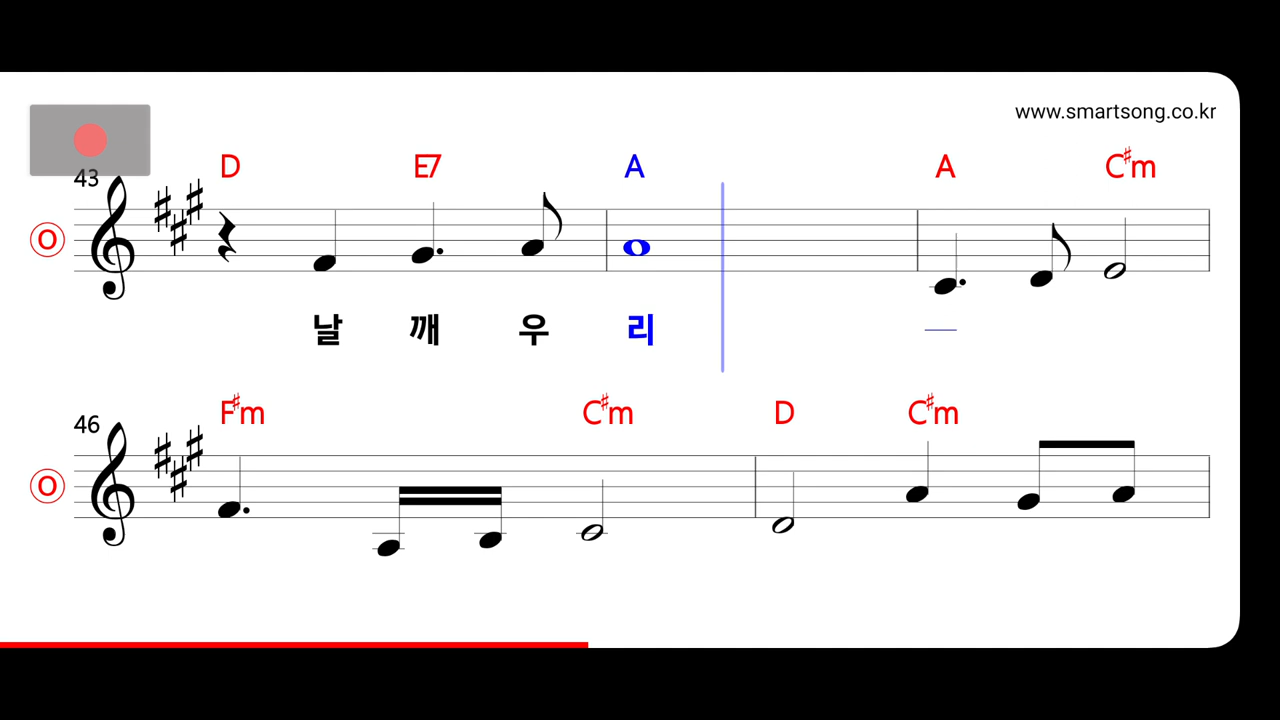 www.smartsong.co.kr
D E7 A A C♯m
43
O
날 깨 우 리
F♯m C♯m D C♯m
46
O